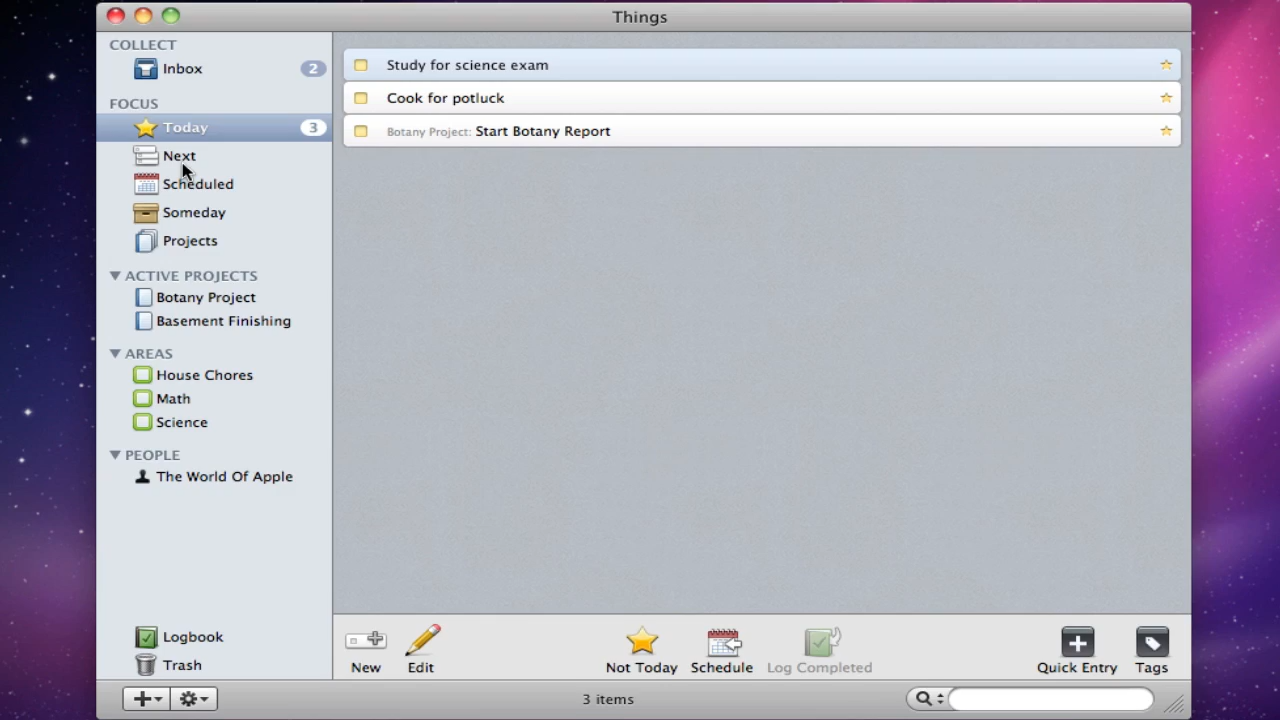 Things
COLLECT
Inbox 2
FOCUS
Today 3
Next
Scheduled
Someday
Projects
ACTIVE PROJECTS
Botany Project
Basement Finishing
AREAS
House Chores
Math
Science
PEOPLE
The World Of Apple
Logbook
Trash
Study for science exam
Cook for potluck
Botany Project: Start Botany Report
New
Edit
Not Today
Schedule
Log Completed
Quick Entry
Tags
3 items